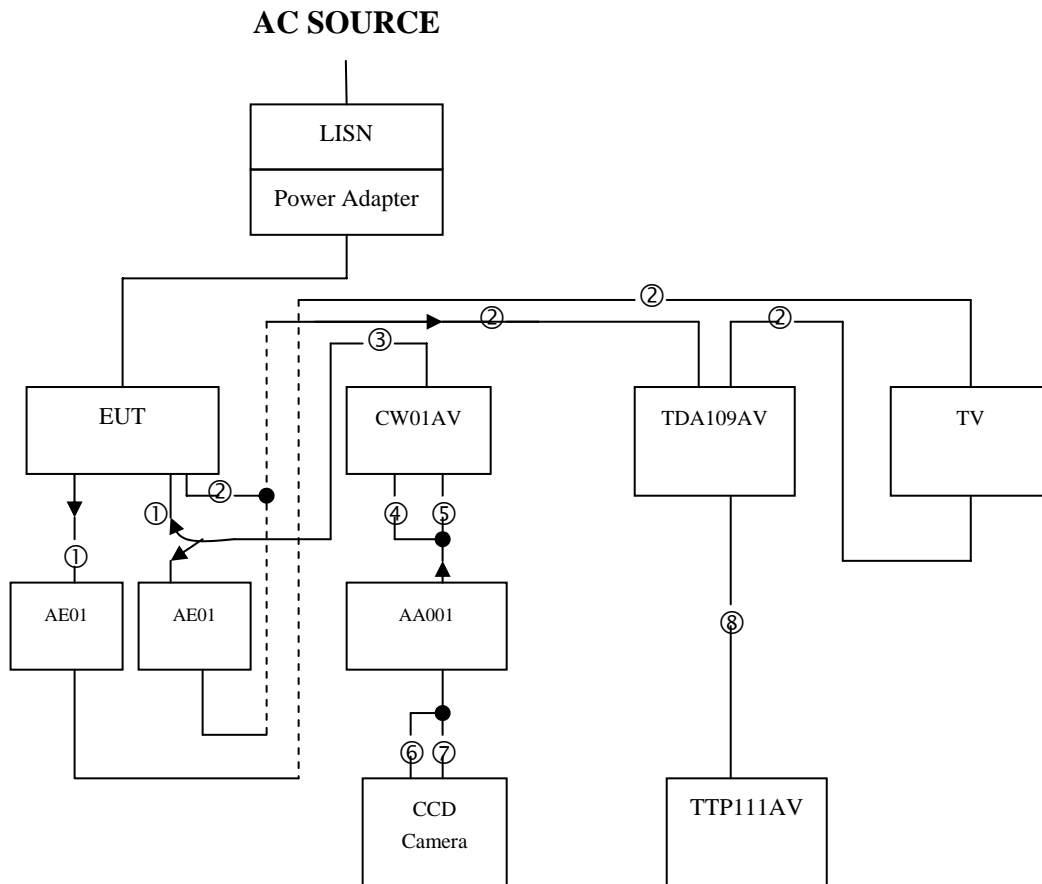 AC SOURCE
LISN
Power Adapter
②
②
②
③
EUT
CW01AV
TDA109AV
TV
②
①
④
⑤
①
AE01
AE01
AA001
⑧
⑥
⑦
CCD
Camera
TTP111AV